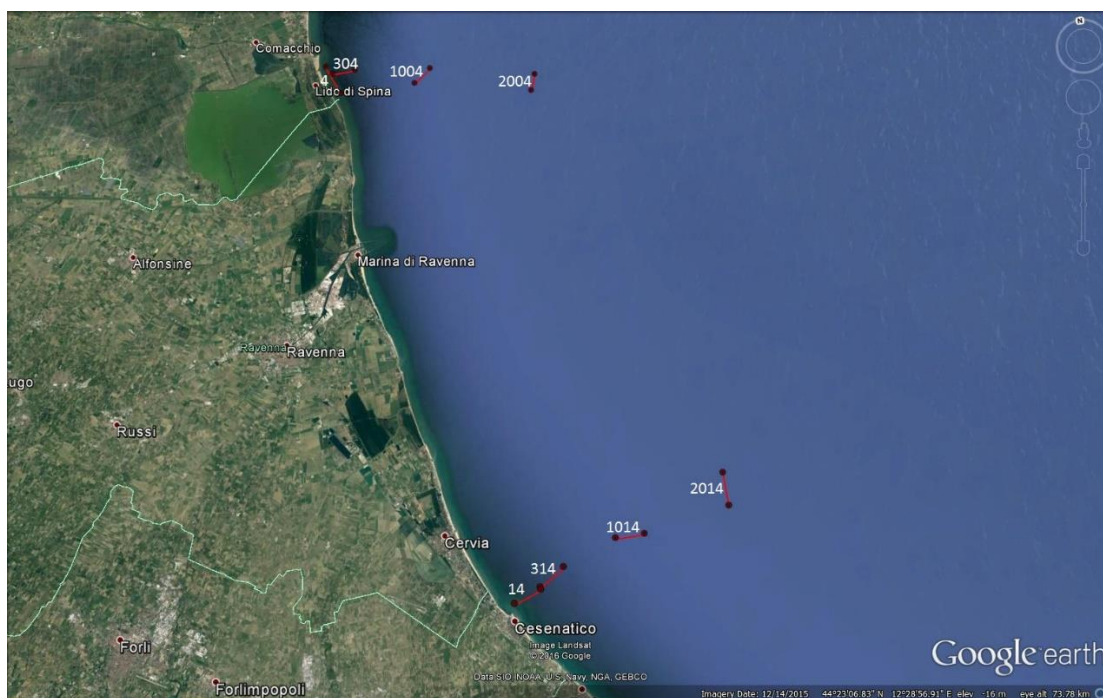 N
Comacchio
304
1004
2004
4
Lido di Spina
Alfonsine
Marina di Ravenna
Ravenna
Ravenna
ugo
Russi
2014
1014
Cervia
314
14
Cesenatico
Image Landsat
© 2016 Google
Forlì
Data SIO, NOAA, U.S. Navy, NGA, GEBCO
Forlimpopoli
Google earth
Imagery Date: 12/14/2015 44°23'06.83" N 12°28'56.91" E elev -16 m eye alt 73.78 km